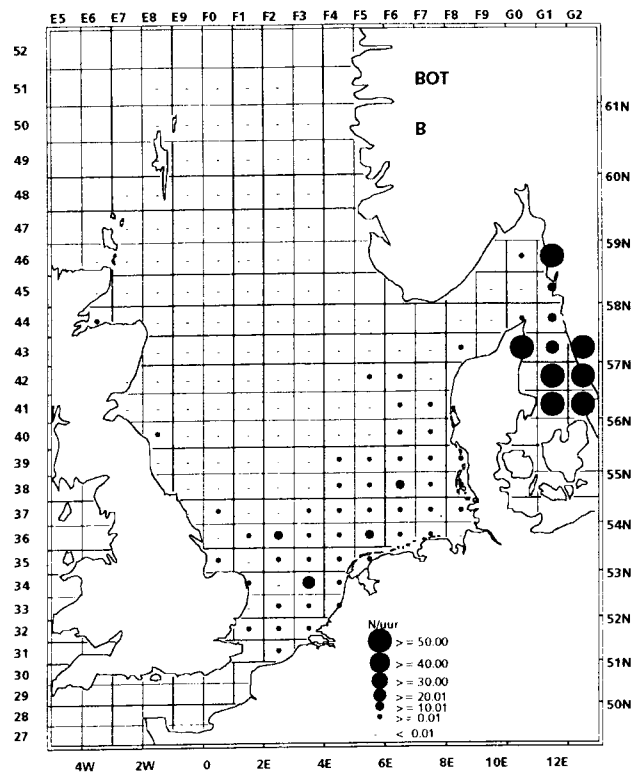 E5 E6 E7 E8 E9 F0 F1 F2 F3 F4 F5 F6 F7 F8 F9 G0 G1 G2
52
51
50
49
48
47
46
45
44
43
42
41
40
39
38
37
36
35
34
33
32
31
30
29
28
27
BOT
B
61N
60N
59N
58N
57N
56N
55N
54N
53N
52N
51N
50N
N/uur
> = 50.00
> = 40.00
> = 30.00
> = 20.01
> = 10.01
> = 0.01
< 0.01
4W 2W 0 2E 4E 6E 8E 10E 12E